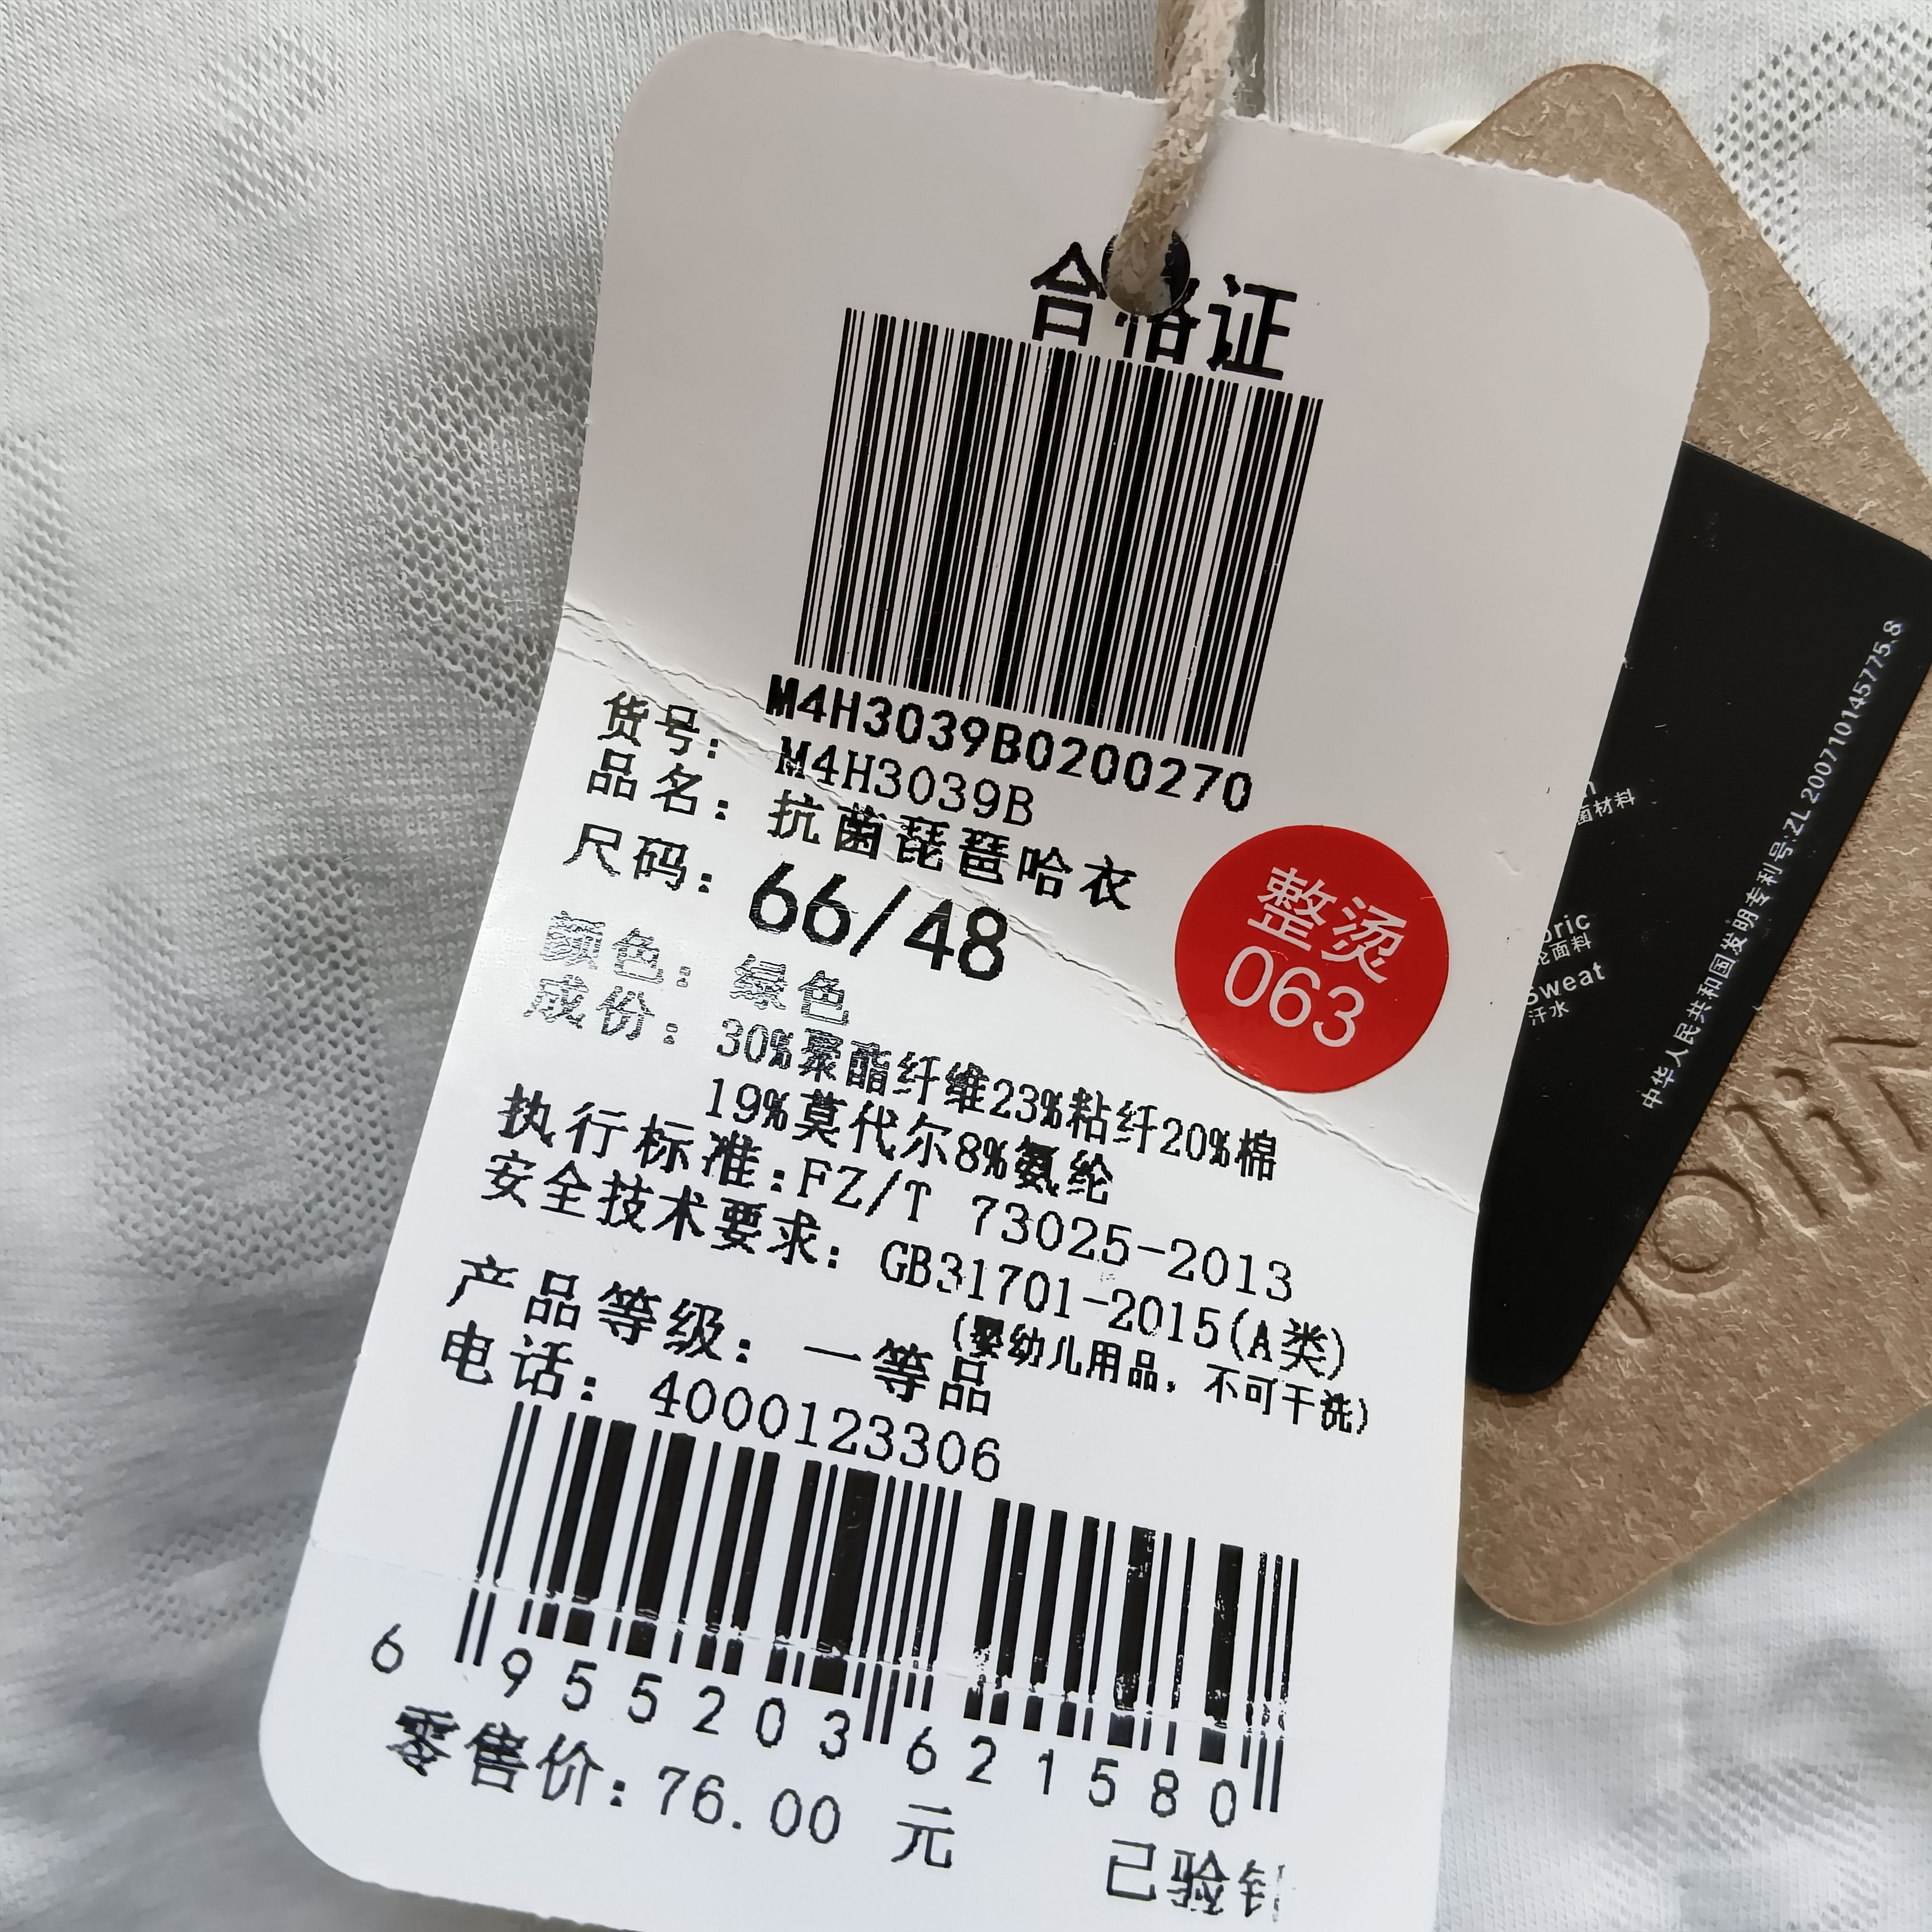 合格证
M4H3039B0200270
货号: M4H3039B
品名: 抗菌琵琶哈衣
尺码: 66/48
颜色: 绿色
成份: 30%聚酯纤维23%粘纤20%棉
19%莫代尔8%氨纶
执行标准:FZ/T 73025-2013
安全技术要求: GB31701-2015(A类)
(婴幼儿用品，不可干洗)
产品等级: 一等品
电话: 4000123306
6 955203 621580
零售价:76.00 元
已验针
整烫
063
菌材料
面料
Sweat
汗水
中华人民共和国发明专利号:ZL 200710145775.8